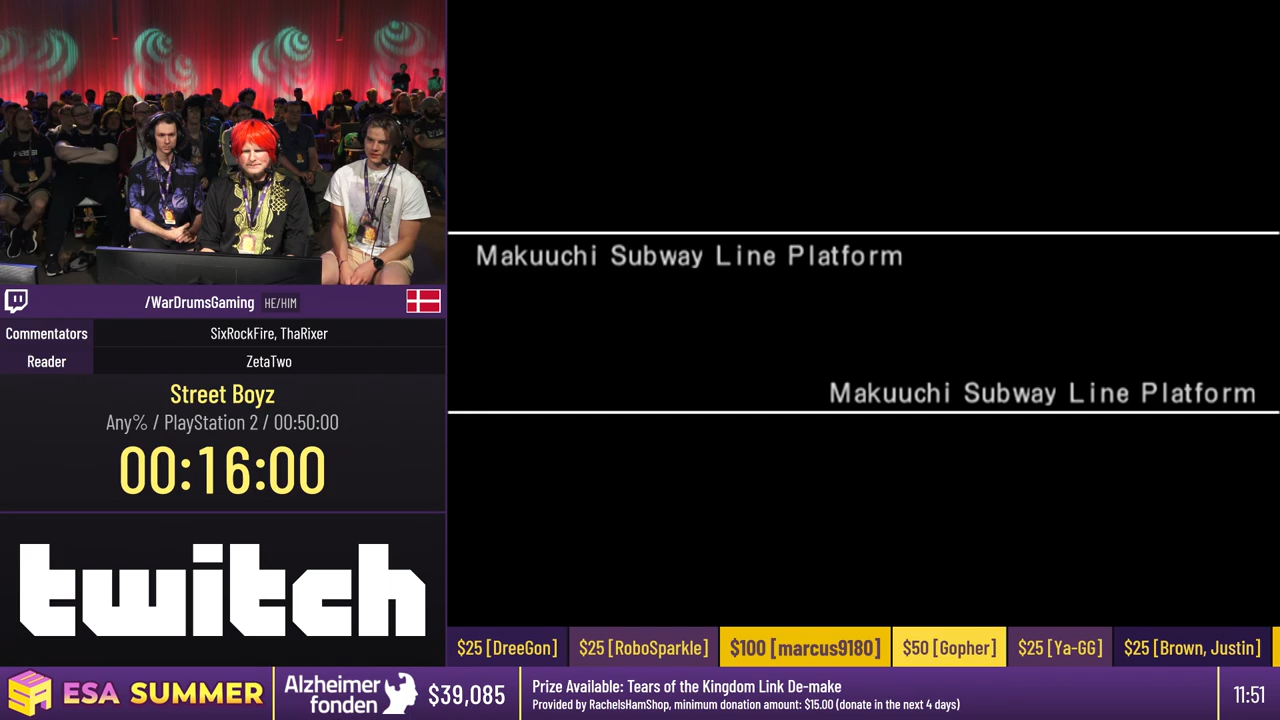 Makuuchi Subway Line Platform
Makuuchi Subway Line Platform
/WarDrumsGaming HE/HIM
Commentators SixRockFire, ThaRixer
Reader ZetaTwo
Street Boyz
Any% / PlayStation 2 / 00:50:00
00:16:00
twitch
$25 [DreeGon] $25 [RoboSparkle] $100 [marcus9180] $50 [Gopher] $25 [Ya-GG] $25 [Brown, Justin]
ESA SUMMER
Alzheimer
fonden
$39,085
Prize Available: Tears of the Kingdom Link De-make
Provided by RachelsHamShop, minimum donation amount: $15.00 (donate in the next 4 days)
11:51